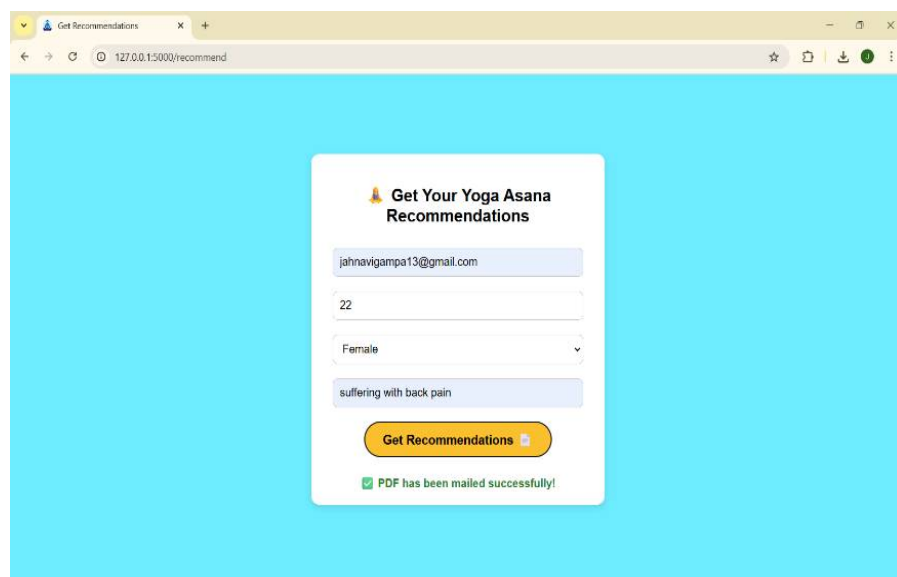 Get Recommendations
127.0.0.1:5000/recommend
J
Get Your Yoga Asana
Recommendations
jahnavigampa13@gmail.com
22
Female
suffering with back pain
Get Recommendations
PDF has been mailed successfully!